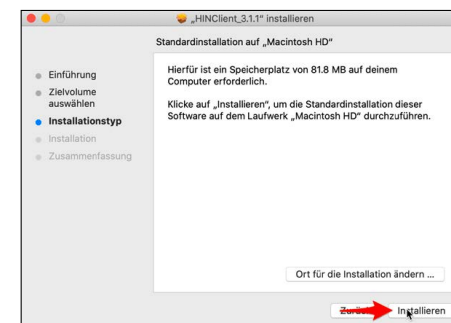 „HINClient_3.1.1“ installieren
Standardinstallation auf „Macintosh HD“
Einführung
Zielvolume
auswählen
Installationstyp
Installation
Zusammenfassung
Hierfür ist ein Speicherplatz von 81.8 MB auf deinem
Computer erforderlich.
Klicke auf „Installieren“, um die Standardinstallation dieser
Software auf dem Laufwerk „Macintosh HD“ durchzuführen.
Ort für die Installation ändern ...
Installieren